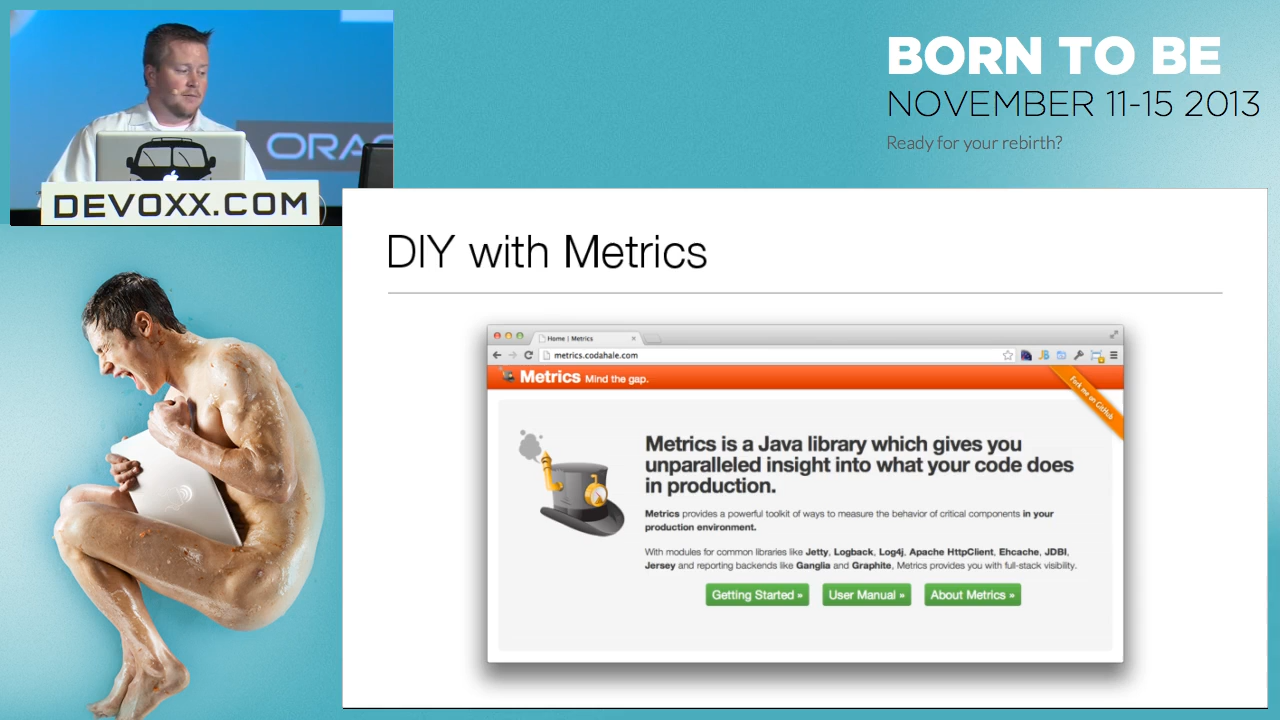 BORN TO BE
NOVEMBER 11-15 2013
Ready for your rebirth?
DEVOXX.COM
DIY with Metrics
Home | Metrics
metrics.codahale.com
Metrics Mind the gap.
Fork me on GitHub
Metrics is a Java library which gives you
unparalleled insight into what your code does
in production.
Metrics provides a powerful toolkit of ways to measure the behavior of critical components in your
production environment.
With modules for common libraries like Jetty, Logback, Log4j, Apache HttpClient, Ehcache, JDBI,
Jersey and reporting backends like Ganglia and Graphite, Metrics provides you with full-stack visibility.
Getting Started »
User Manual »
About Metrics »